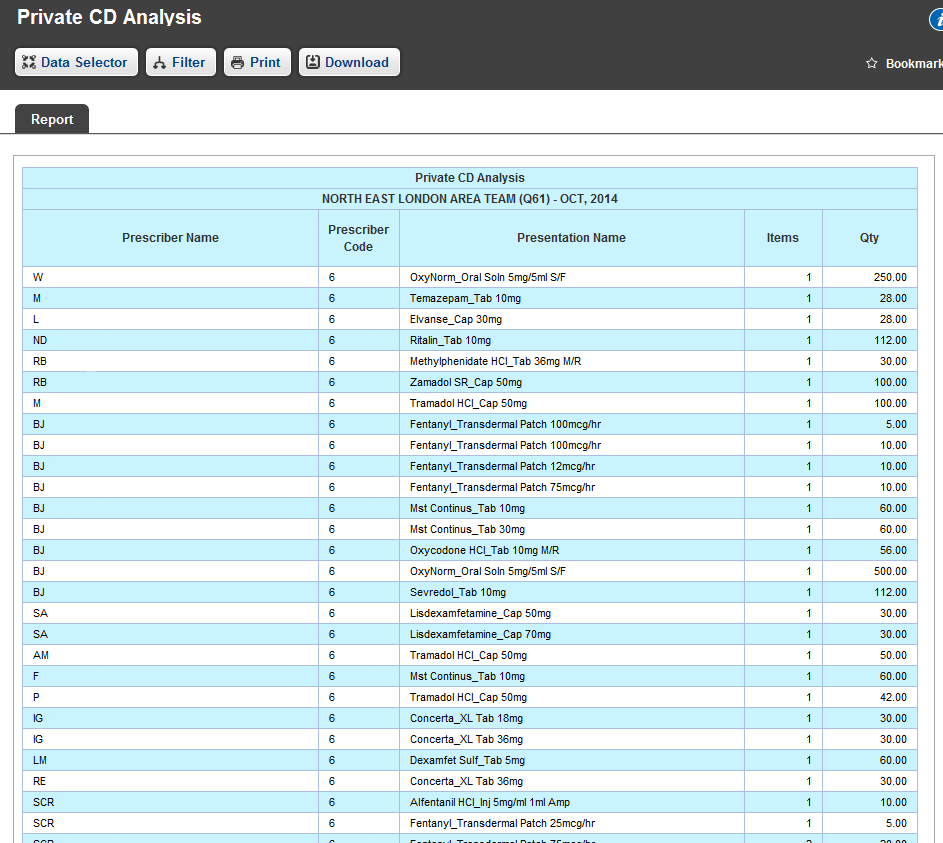 Private CD Analysis
Data Selector Filter Print Download
Bookmark
Report
Private CD Analysis
NORTH EAST LONDON AREA TEAM (Q61) - OCT, 2014
Prescriber Name Prescriber Code Presentation Name Items Qty
W 6 OxyNorm_Oral Soln 5mg/5ml S/F 1 250.00
M 6 Temazepam_Tab 10mg 1 28.00
L 6 Elvanse_Cap 30mg 1 28.00
ND 6 Ritalin_Tab 10mg 1 112.00
RB 6 Methylphenidate HCl_Tab 36mg M/R 1 30.00
RB 6 Zamadol SR_Cap 50mg 1 100.00
M 6 Tramadol HCl_Cap 50mg 1 100.00
BJ 6 Fentanyl_Transdermal Patch 100mcg/hr 1 5.00
BJ 6 Fentanyl_Transdermal Patch 100mcg/hr 1 10.00
BJ 6 Fentanyl_Transdermal Patch 12mcg/hr 1 10.00
BJ 6 Fentanyl_Transdermal Patch 75mcg/hr 1 10.00
BJ 6 Mst Continus_Tab 10mg 1 60.00
BJ 6 Mst Continus_Tab 30mg 1 60.00
BJ 6 Oxycodone HCl_Tab 10mg M/R 1 56.00
BJ 6 OxyNorm_Oral Soln 5mg/5ml S/F 1 500.00
BJ 6 Sevredol_Tab 10mg 1 112.00
SA 6 Lisdexamfetamine_Cap 50mg 1 30.00
SA 6 Lisdexamfetamine_Cap 70mg 1 30.00
AM 6 Tramadol HCl_Cap 50mg 1 50.00
F 6 Mst Continus_Tab 10mg 1 60.00
P 6 Tramadol HCl_Cap 50mg 1 42.00
IG 6 Concerta_XL Tab 18mg 1 30.00
IG 6 Concerta_XL Tab 36mg 1 30.00
LM 6 Dexamfet Sulf_Tab 5mg 1 60.00
RE 6 Concerta_XL Tab 36mg 1 30.00
SCR 6 Alfentanil HCl_Inj 5mg/ml 1ml Amp 1 10.00
SCR 6 Fentanyl_Transdermal Patch 25mcg/hr 1 5.00